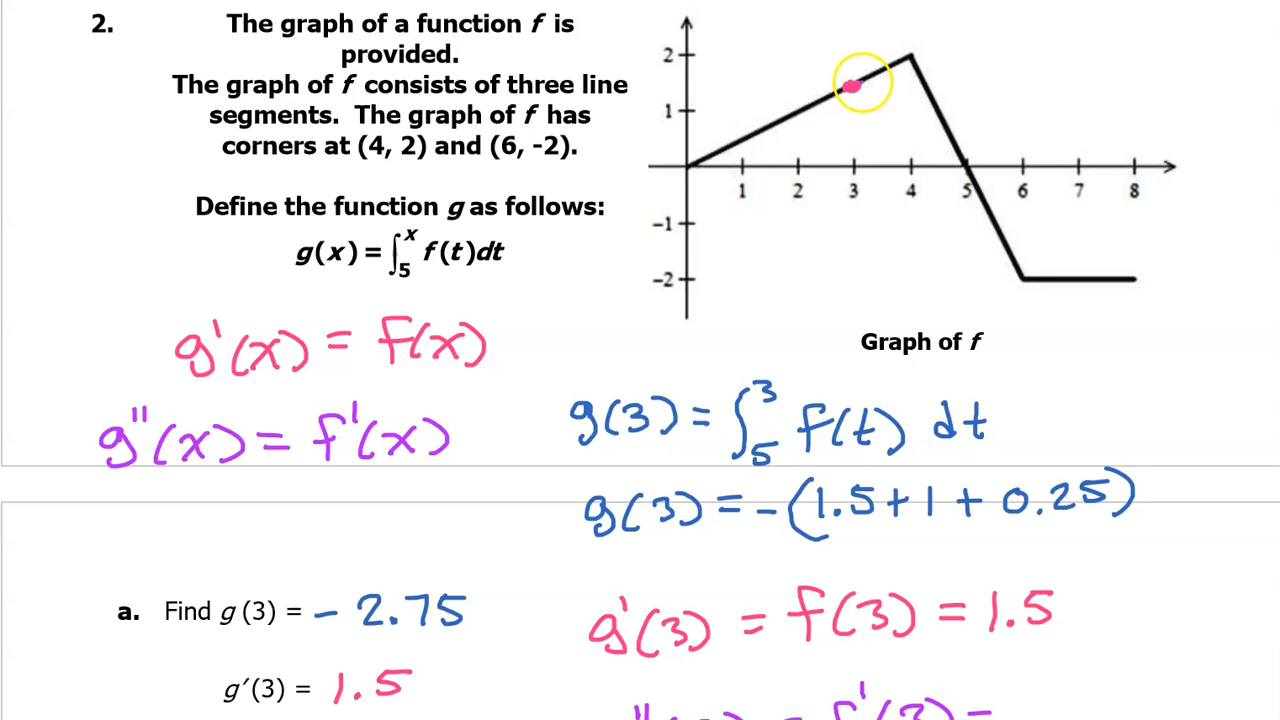 2. The graph of a function f is
provided.
The graph of f consists of three line
segments. The graph of f has
corners at (4, 2) and (6, -2).
Define the function g as follows:
g(x) = ∫₅ˣ f(t)dt
g'(x) = f(x)
g''(x) = f'(x)
2
1
-1
-2
1 2 3 4 5 6 7 8
Graph of f
g(3) = ∫₅³ f(t) dt
g(3) = -(1.5 + 1 + 0.25)
a. Find g (3) = - 2.75
g'(3) = f(3) = 1.5
g′(3) = 1.5
f'(3) =